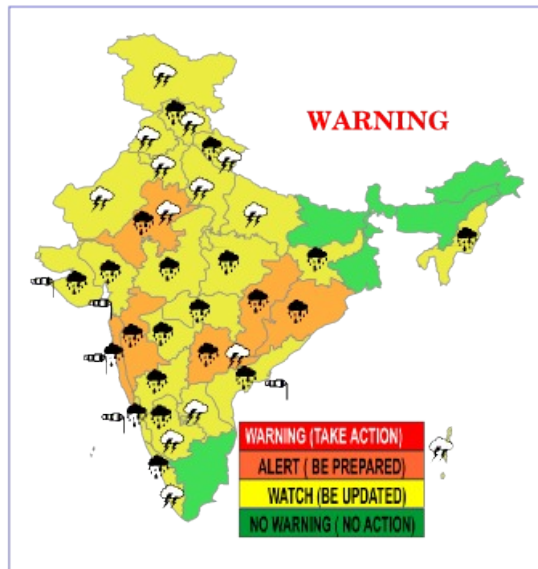 WARNING
WARNING (TAKE ACTION)
ALERT ( BE PREPARED)
WATCH (BE UPDATED)
NO WARNING ( NO ACTION)